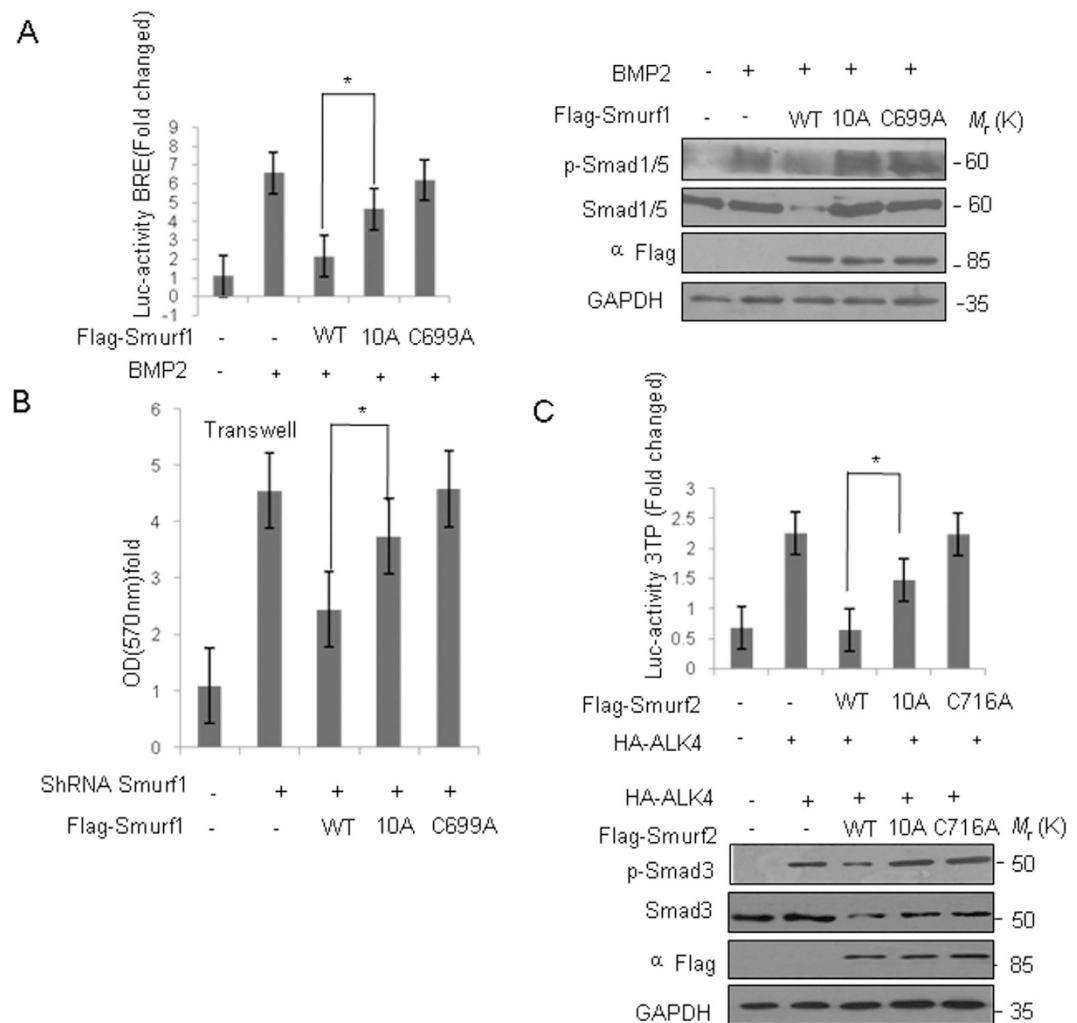 A
Luc-activity BRE(Fold changed)
9
8
7
6
5
4
3
2
1
0
-1
*
Flag-Smurf1 - - WT 10A C699A
BMP2 - + + + +
BMP2 - + + + +
Flag-Smurf1 - - WT 10A C699A Mr (K)
p-Smad1/5 -60
Smad1/5 -60
α Flag -85
GAPDH -35
B
OD(570nm)fold
Transwell
*
6
5
4
3
2
1
0
ShRNA Smurf1 - + + + +
Flag-Smurf1 - - WT 10A C699A
C
Luc-activity 3TP (Fold changed)
*
3
2.5
2
1.5
1
0.5
0
Flag-Smurf2 - - WT 10A C716A
HA-ALK4 - + + + +
HA-ALK4 - + + + +
Flag-Smurf2 - - WT 10A C716A Mr (K)
p-Smad3 - 50
Smad3 - 50
α Flag - 85
GAPDH - 35